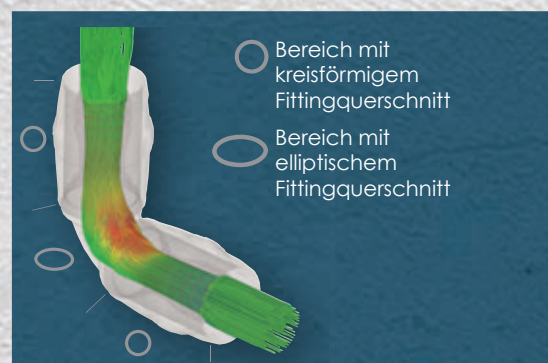 Bereich mit
kreisförmigem
Fittingquerschnitt
Bereich mit
elliptischem
Fittingquerschnitt